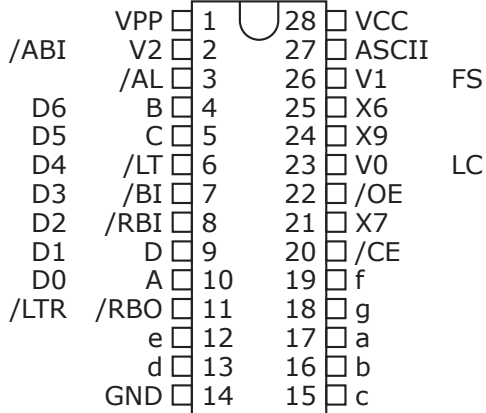 VPP 1 28 VCC
/ABI V2 2 27 ASCII
/AL 3 26 V1 FS
D6 B 4 25 X6
D5 C 5 24 X9
D4 /LT 6 23 V0 LC
D3 /BI 7 22 /OE
D2 /RBI 8 21 X7
D1 D 9 20 /CE
D0 A 10 19 f
/LTR /RBO 11 18 g
e 12 17 a
d 13 16 b
GND 14 15 c